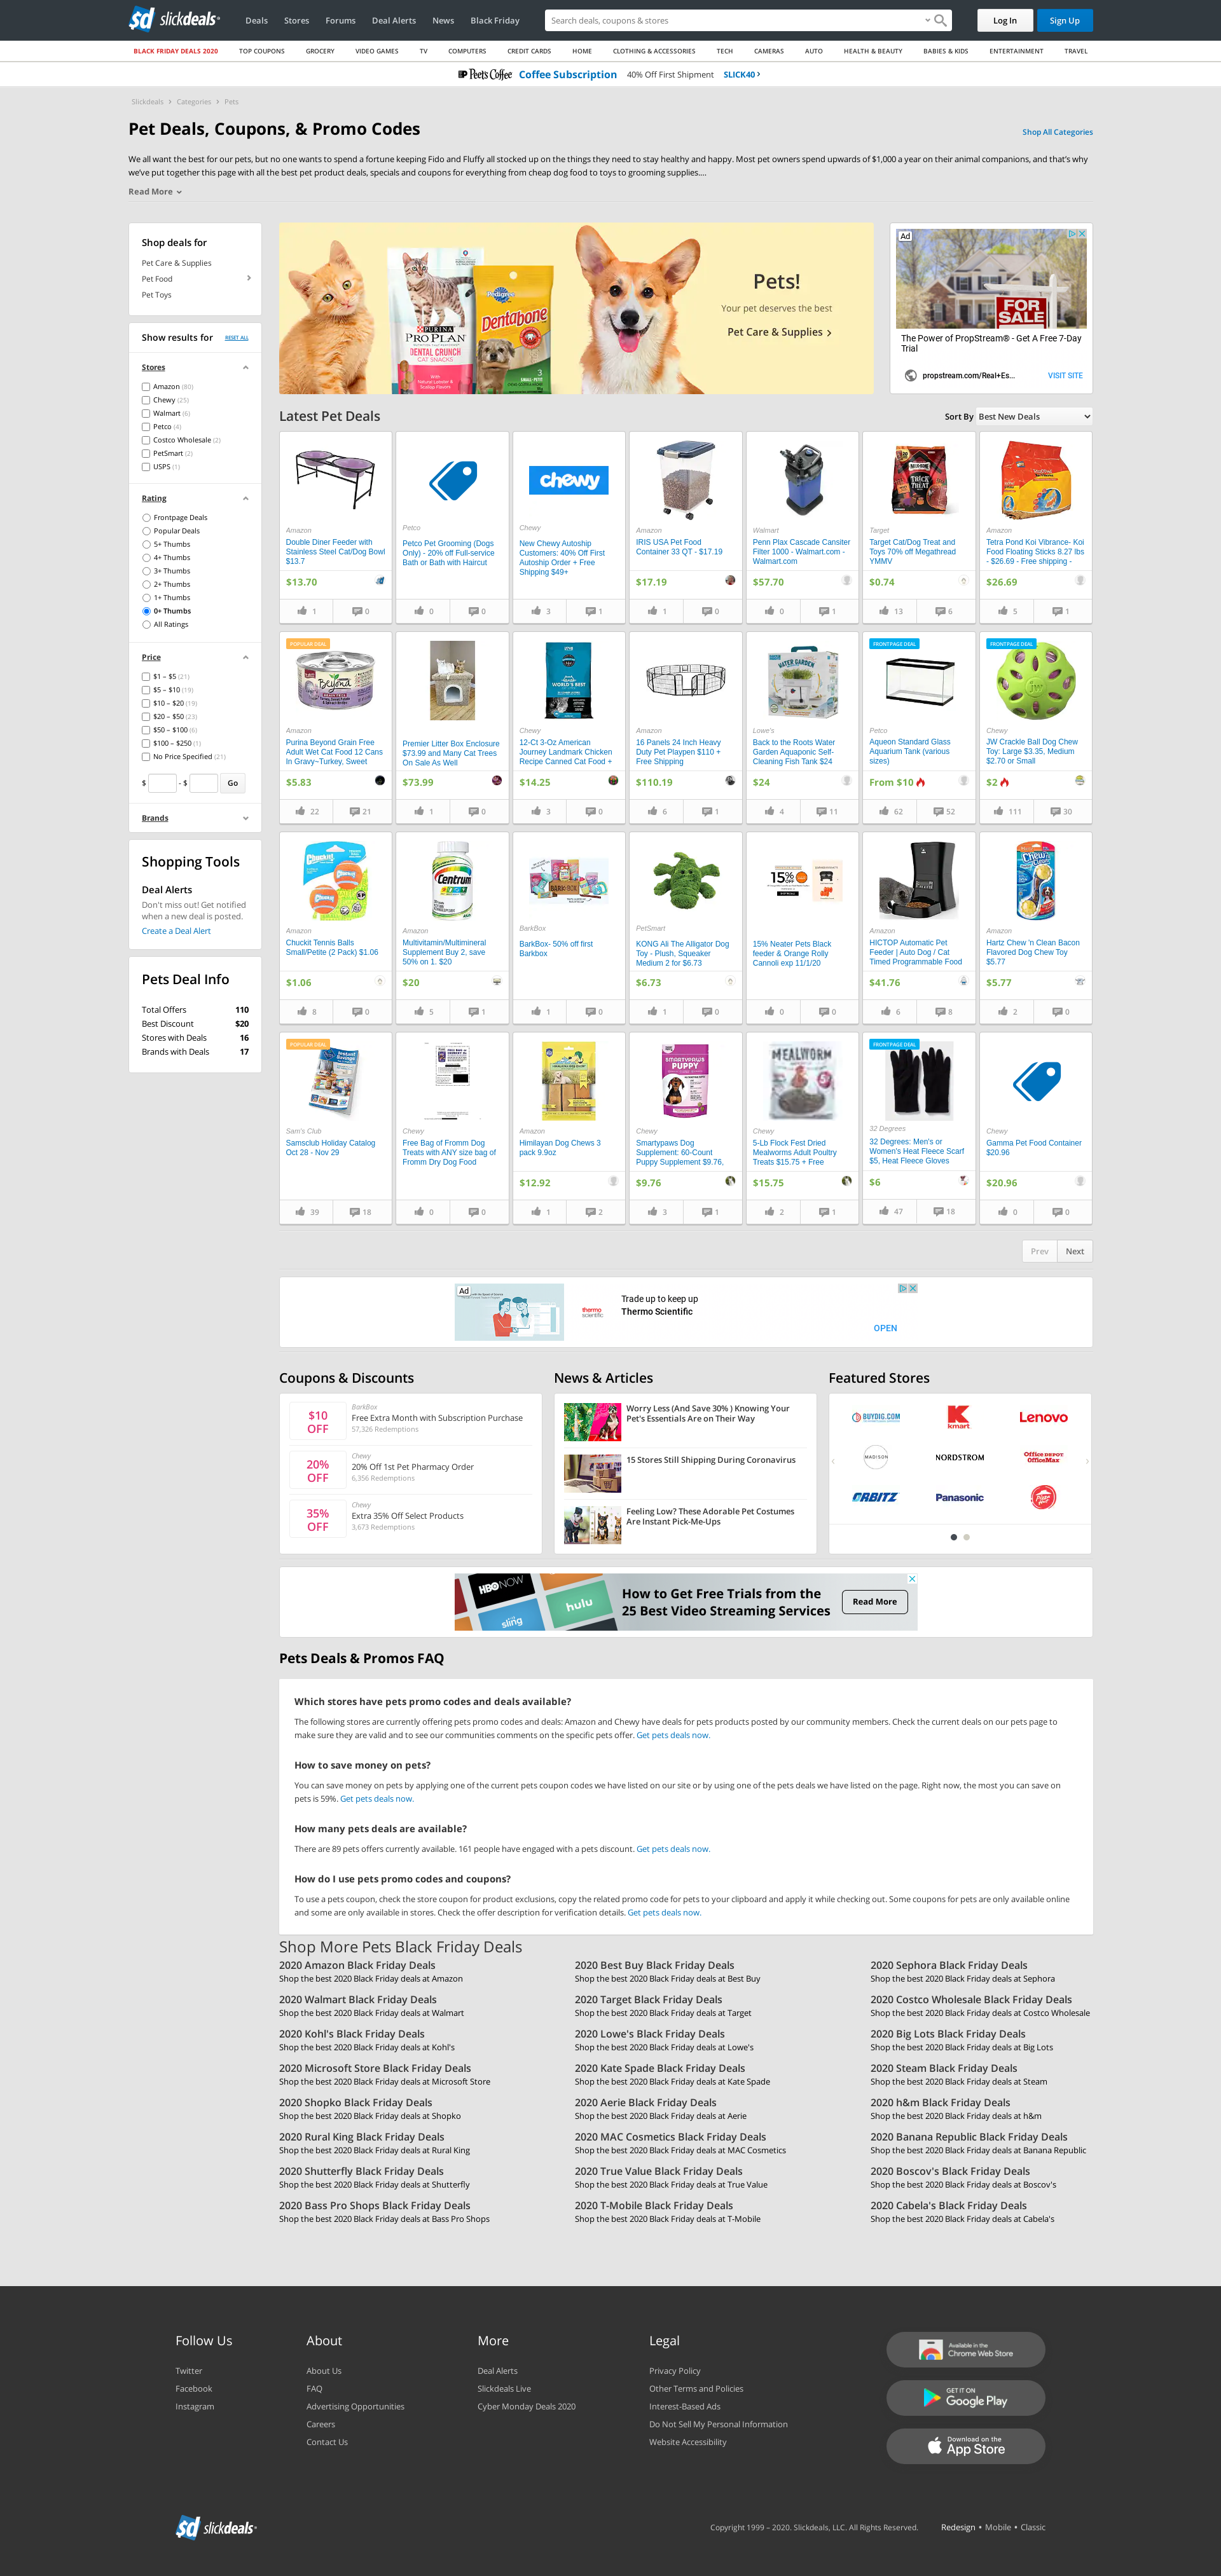 sd slickdeals
Deals
Stores
Forums
Deal Alerts
News
Black Friday
Search deals, coupons & stores
Log In
Sign Up
BLACK FRIDAY DEALS 2020
TOP COUPONS
GROCERY
VIDEO GAMES
TV
COMPUTERS
CREDIT CARDS
HOME
CLOTHING & ACCESSORIES
TECH
CAMERAS
AUTO
HEALTH & BEAUTY
BABIES & KIDS
ENTERTAINMENT
TRAVEL
Peet's Coffee Coffee Subscription 40% Off First Shipment SLICK40
Slickdeals › Categories › Pets
Pet Deals, Coupons, & Promo Codes
Shop All Categories
We all want the best for our pets, but no one wants to spend a fortune keeping Fido and Fluffy all stocked up on the things they need to stay healthy and happy. Most pet owners spend upwards of $1,000 a year on their animal companions, and that's why
we've put together this page with all the best pet product deals, specials and coupons for everything from cheap dog food to toys to grooming supplies....
Read More
Shop deals for
Pet Care & Supplies
Pet Food
Pet Toys
Show results for
RESET ALL
Stores
Amazon (80)
Chewy (25)
Walmart (6)
Petco (4)
Costco Wholesale (2)
PetSmart (2)
USPS (1)
Rating
Frontpage Deals
Popular Deals
5+ Thumbs
4+ Thumbs
3+ Thumbs
2+ Thumbs
1+ Thumbs
0+ Thumbs
All Ratings
Price
$1 – $5 (21)
$5 – $10 (19)
$10 – $20 (19)
$20 – $50 (23)
$50 – $100 (6)
$100 – $250 (1)
No Price Specified (21)
$ - $ Go
Brands
Shopping Tools
Deal Alerts
Don't miss out! Get notified
when a new deal is posted.
Create a Deal Alert
Pets Deal Info
Total Offers 110
Best Discount $20
Stores with Deals 16
Brands with Deals 17
PURINA
PRO PLAN
DENTAL CRUNCH
CAT SNACKS
Pedigree
Dentabone
Pets!
Your pet deserves the best
Pet Care & Supplies
Ad
FOR
SALE
The Power of PropStream® - Get A Free 7-Day
Trial
propstream.com/Real+Es...
VISIT SITE
Latest Pet Deals
Sort By Best New Deals
Amazon
Double Diner Feeder with
Stainless Steel Cat/Dog Bowl
$13.7
$13.70
1
0
Petco
Petco Pet Grooming (Dogs
Only) - 20% off Full-service
Bath or Bath with Haircut
0
0
chewy
Chewy
New Chewy Autoship
Customers: 40% Off First
Autoship Order + Free
Shipping $49+
3
1
Amazon
IRIS USA Pet Food
Container 33 QT - $17.19
$17.19
1
0
Walmart
Penn Plax Cascade Cansiter
Filter 1000 - Walmart.com -
Walmart.com
$57.70
0
1
Target
Target Cat/Dog Treat and
Toys 70% off Megathread
YMMV
$0.74
13
6
Amazon
Tetra Pond Koi Vibrance- Koi
Food Floating Sticks 8.27 lbs
- $26.69 - Free shipping -
$26.69
5
1
POPULAR DEAL
Beyond
Amazon
Purina Beyond Grain Free
Adult Wet Cat Food 12 Cans
In Gravy~Turkey, Sweet
$5.83
22
21
Premier Litter Box Enclosure
$73.99 and Many Cat Trees
On Sale As Well
$73.99
1
0
WORLD'S BEST
Chewy
12-Ct 3-Oz American
Journey Landmark Chicken
Recipe Canned Cat Food +
$14.25
3
0
Amazon
16 Panels 24 Inch Heavy
Duty Pet Playpen $110 +
Free Shipping
$110.19
6
1
WATER GARDEN
Lowe's
Back to the Roots Water
Garden Aquaponic Self-
Cleaning Fish Tank $24
$24
4
11
FRONTPAGE DEAL
Petco
Aqueon Standard Glass
Aquarium Tank (various
sizes)
From $10
62
52
FRONTPAGE DEAL
Chewy
JW Crackle Ball Dog Chew
Toy: Large $3.35, Medium
$2.70 or Small
$2
111
30
Chuckit!
Amazon
Chuckit Tennis Balls
Small/Petite (2 Pack) $1.06
$1.06
8
0
Centrum
Amazon
Multivitamin/Multimineral
Supplement Buy 2, save
50% on 1. $20
$20
5
1
BarkBox
BarkBox- 50% off first
Barkbox
1
0
PetSmart
KONG Ali The Alligator Dog
Toy - Plush, Squeaker
Medium 2 for $6.73
$6.73
1
0
15% OFF
15% Neater Pets Black
feeder & Orange Rolly
Cannoli exp 11/1/20
0
0
Amazon
HICTOP Automatic Pet
Feeder | Auto Dog / Cat
Timed Programmable Food
$41.76
6
8
Chew 'n Clean
Amazon
Hartz Chew 'n Clean Bacon
Flavored Dog Chew Toy
$5.77
$5.77
2
0
POPULAR DEAL
Instant Savings
Sam's Club
Samsclub Holiday Catalog
Oct 28 - Nov 29
39
18
Chewy
Free Bag of Fromm Dog
Treats with ANY size bag of
Fromm Dry Dog Food
0
0
Amazon
Himilayan Dog Chews 3
pack 9.9oz
$12.92
1
2
SMARTYPAWS
PUPPY
Chewy
Smartypaws Dog
Supplement: 60-Count
Puppy Supplement $9.76,
$9.76
3
1
MEALWORM
Chewy
5-Lb Flock Fest Dried
Mealworms Adult Poultry
Treats $15.75 + Free
$15.75
2
1
FRONTPAGE DEAL
32 Degrees
32 Degrees: Men's or
Women's Heat Fleece Scarf
$5, Heat Fleece Gloves
$6
47
18
Chewy
Gamma Pet Food Container
$20.96
$20.96
0
0
Prev
Next
Ad
thermo scientific
Trade up to keep up
Thermo Scientific
OPEN
Coupons & Discounts
$10
OFF
BarkBox
Free Extra Month with Subscription Purchase
57,326 Redemptions
20%
OFF
Chewy
20% Off 1st Pet Pharmacy Order
6,356 Redemptions
35%
OFF
Chewy
Extra 35% Off Select Products
3,673 Redemptions
News & Articles
Worry Less (And Save 30% ) Knowing Your
Pet's Essentials Are on Their Way
15 Stores Still Shipping During Coronavirus
Feeling Low? These Adorable Pet Costumes
Are Instant Pick-Me-Ups
Featured Stores
BUYDIG.COM
kmart
Lenovo
MADISON
NORDSTROM
Office DEPOT
OfficeMax
ORBITZ
Panasonic
Pizza Hut
HBO NOW
sling
hulu
How to Get Free Trials from the
25 Best Video Streaming Services
Read More
Pets Deals & Promos FAQ
Which stores have pets promo codes and deals available?
The following stores are currently offering pets promo codes and deals: Amazon and Chewy have deals for pets products posted by our community members. Check the current deals on our pets page to
make sure they are valid and to see our communities comments on the specific pets offer. Get pets deals now.
How to save money on pets?
You can save money on pets by applying one of the current pets coupon codes we have listed on our site or by using one of the pets deals we have listed on the page. Right now, the most you can save on
pets is 59%. Get pets deals now.
How many pets deals are available?
There are 89 pets offers currently available. 161 people have engaged with a pets discount. Get pets deals now.
How do I use pets promo codes and coupons?
To use a pets coupon, check the store coupon for product exclusions, copy the related promo code for pets to your clipboard and apply it while checking out. Some coupons for pets are only available online
and some are only available in stores. Check the offer description for verification details. Get pets deals now.
Shop More Pets Black Friday Deals
2020 Amazon Black Friday Deals
Shop the best 2020 Black Friday deals at Amazon
2020 Best Buy Black Friday Deals
Shop the best 2020 Black Friday deals at Best Buy
2020 Sephora Black Friday Deals
Shop the best 2020 Black Friday deals at Sephora
2020 Walmart Black Friday Deals
Shop the best 2020 Black Friday deals at Walmart
2020 Target Black Friday Deals
Shop the best 2020 Black Friday deals at Target
2020 Costco Wholesale Black Friday Deals
Shop the best 2020 Black Friday deals at Costco Wholesale
2020 Kohl's Black Friday Deals
Shop the best 2020 Black Friday deals at Kohl's
2020 Lowe's Black Friday Deals
Shop the best 2020 Black Friday deals at Lowe's
2020 Big Lots Black Friday Deals
Shop the best 2020 Black Friday deals at Big Lots
2020 Microsoft Store Black Friday Deals
Shop the best 2020 Black Friday deals at Microsoft Store
2020 Kate Spade Black Friday Deals
Shop the best 2020 Black Friday deals at Kate Spade
2020 Steam Black Friday Deals
Shop the best 2020 Black Friday deals at Steam
2020 Shopko Black Friday Deals
Shop the best 2020 Black Friday deals at Shopko
2020 Aerie Black Friday Deals
Shop the best 2020 Black Friday deals at Aerie
2020 h&m Black Friday Deals
Shop the best 2020 Black Friday deals at h&m
2020 Rural King Black Friday Deals
Shop the best 2020 Black Friday deals at Rural King
2020 MAC Cosmetics Black Friday Deals
Shop the best 2020 Black Friday deals at MAC Cosmetics
2020 Banana Republic Black Friday Deals
Shop the best 2020 Black Friday deals at Banana Republic
2020 Shutterfly Black Friday Deals
Shop the best 2020 Black Friday deals at Shutterfly
2020 True Value Black Friday Deals
Shop the best 2020 Black Friday deals at True Value
2020 Boscov's Black Friday Deals
Shop the best 2020 Black Friday deals at Boscov's
2020 Bass Pro Shops Black Friday Deals
Shop the best 2020 Black Friday deals at Bass Pro Shops
2020 T-Mobile Black Friday Deals
Shop the best 2020 Black Friday deals at T-Mobile
2020 Cabela's Black Friday Deals
Shop the best 2020 Black Friday deals at Cabela's
Follow Us
Twitter
Facebook
Instagram
About
About Us
FAQ
Advertising Opportunities
Careers
Contact Us
More
Deal Alerts
Slickdeals Live
Cyber Monday Deals 2020
Legal
Privacy Policy
Other Terms and Policies
Interest-Based Ads
Do Not Sell My Personal Information
Website Accessibility
Available in the
Chrome Web Store
GET IT ON
Google Play
Download on the
App Store
sd slickdeals
Copyright 1999 – 2020. Slickdeals, LLC. All Rights Reserved.
Redesign • Mobile • Classic